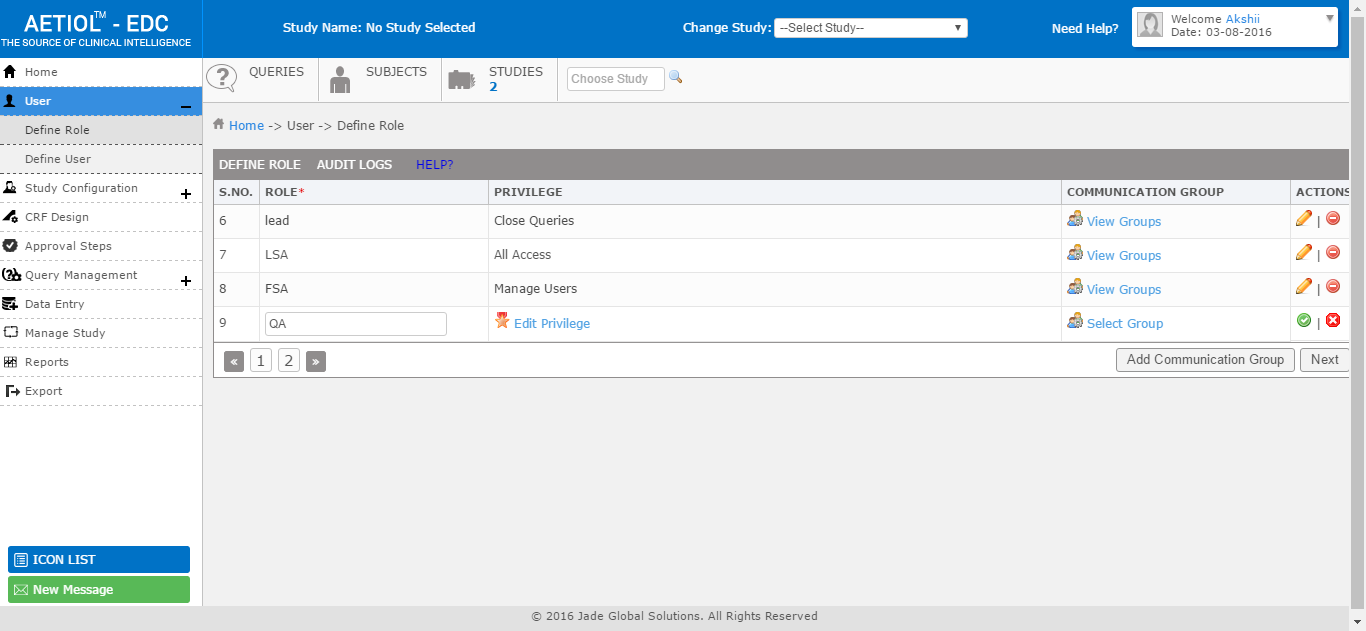 AETIOL™ - EDC
THE SOURCE OF CLINICAL INTELLIGENCE
Study Name: No Study Selected
Change Study: --Select Study--
Need Help?
Welcome Akshii
Date: 03-08-2016
Home
User
Define Role
Define User
Study Configuration
CRF Design
Approval Steps
Query Management
Data Entry
Manage Study
Reports
Export
ICON LIST
New Message
QUERIES
SUBJECTS
STUDIES
2
Choose Study
Home -> User -> Define Role
DEFINE ROLE AUDIT LOGS HELP?
S.NO. ROLE* PRIVILEGE COMMUNICATION GROUP ACTIONS
6 lead Close Queries View Groups |
7 LSA All Access View Groups |
8 FSA Manage Users View Groups |
9 QA Edit Privilege Select Group |
« 1 2 » Add Communication Group Next
© 2016 Jade Global Solutions. All Rights Reserved